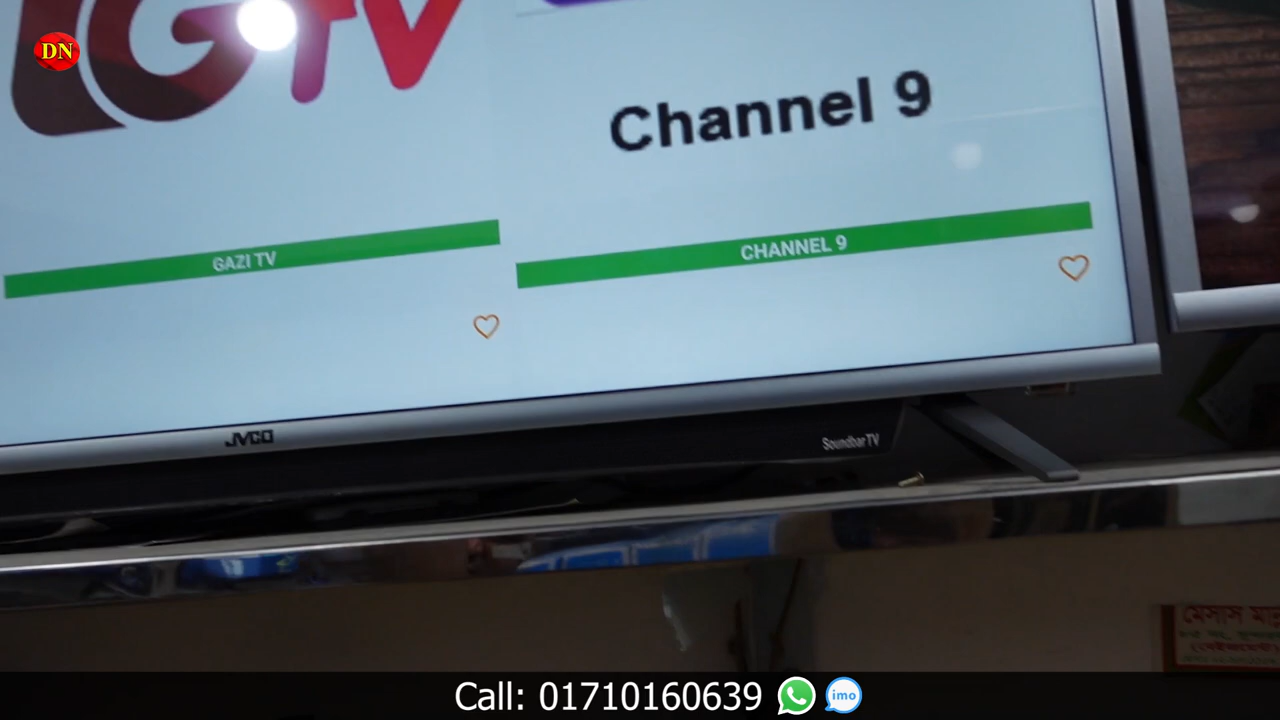 DN
GTV
Channel 9
GAZI TV
CHANNEL 9
JVCO
Soundbar TV
মেসাস
Call: 01710160639
imo